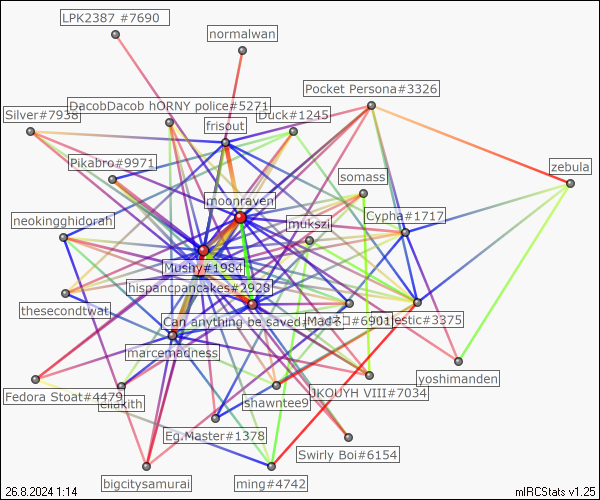 LPK2387 #7690
normalwan
Pocket Persona#3326
DacobDacob hORNY police#5271
Silver#7938
Duck#1245
frisout
Pikabro#9971
zebula
somass
moonraven
Cypha#1717
neokingghidorah
mukszi
Mushy#1984
hispancpancakes#2928
thesecondtwat
Can anything be saved
#6901
jestic#3375
marcemadness
yoshimanden
Fedora Stoat#4479
JKOUYH VIII#7034
shawntee9
Eg.Master#1378
Swirly Boi#6154
bigcitysamurai
ming#4742
26.8.2024 1:14
mIRCStats v1.25